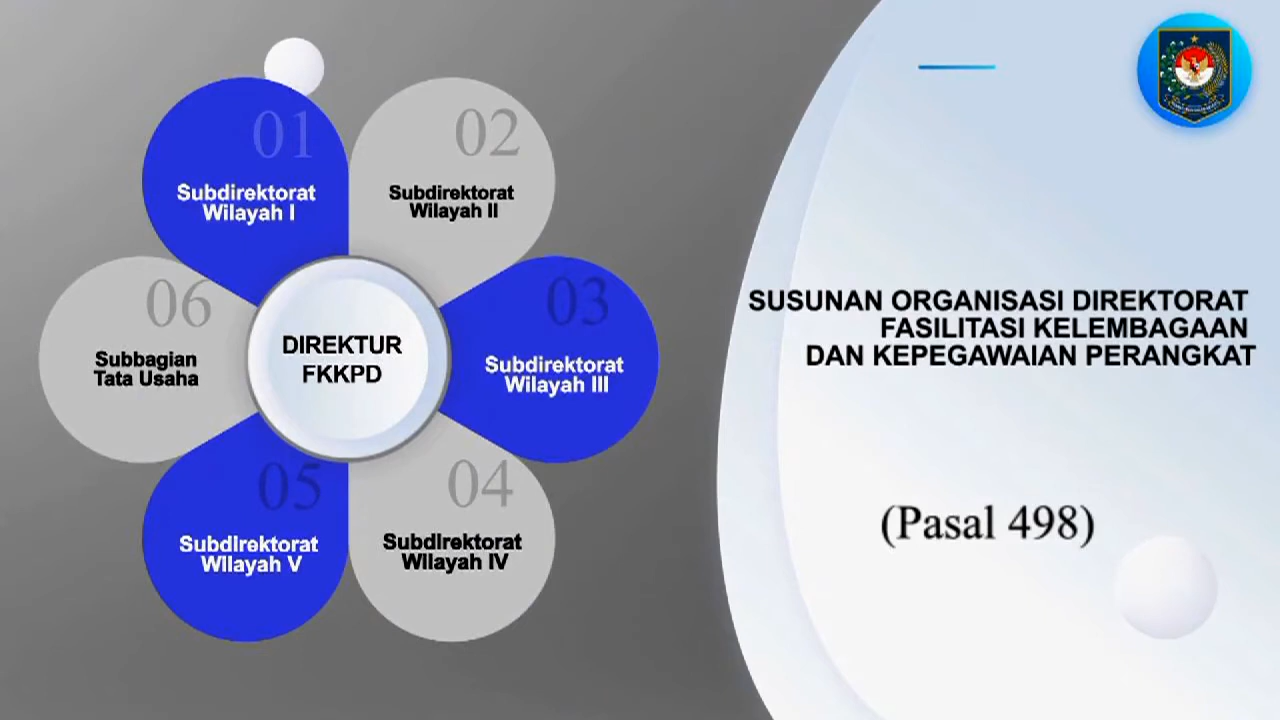 01
Subdirektorat
Wilayah I
02
Subdirektorat
Wilayah II
03
Subdirektorat
Wilayah III
04
Subdirektorat
Wilayah IV
05
Subdirektorat
Wilayah V
06
Subbagian
Tata Usaha
DIREKTUR
FKKPD
SUSUNAN ORGANISASI DIREKTORAT
FASILITASI KELEMBAGAAN
DAN KEPEGAWAIAN PERANGKAT
(Pasal 498)